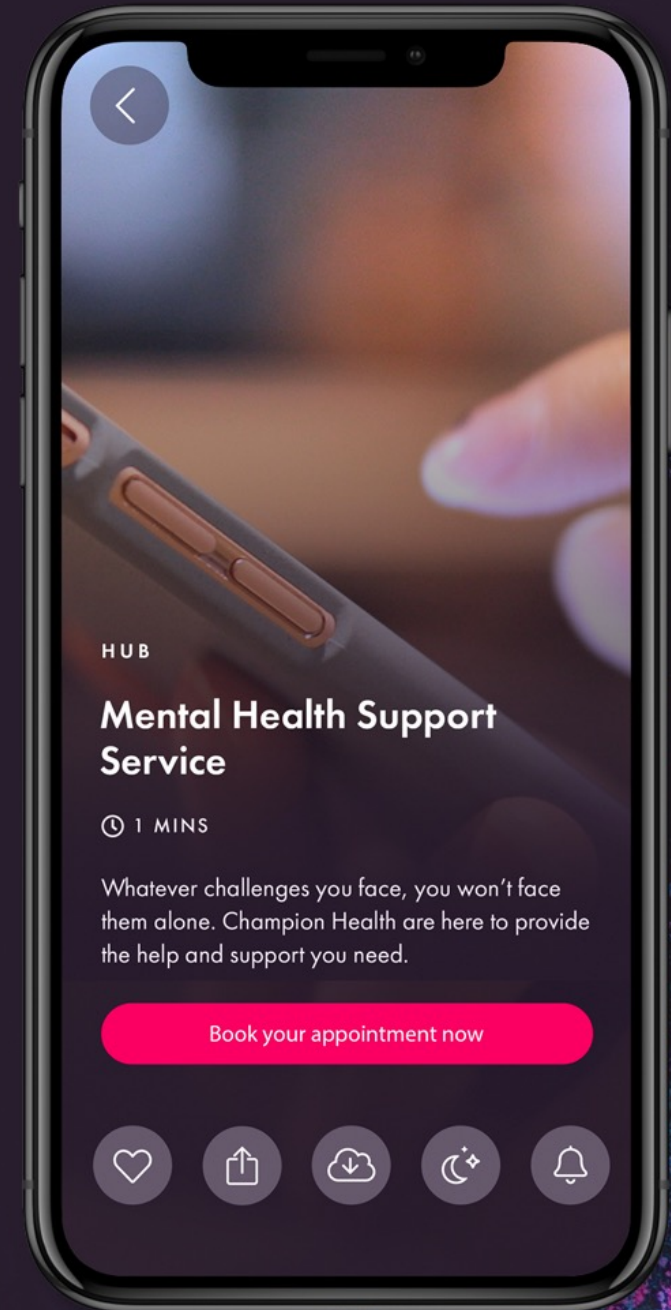 HUB
Mental Health Support
Service
1 MINS
Whatever challenges you face, you won't face
them alone. Champion Health are here to provide
the help and support you need.
Book your appointment now